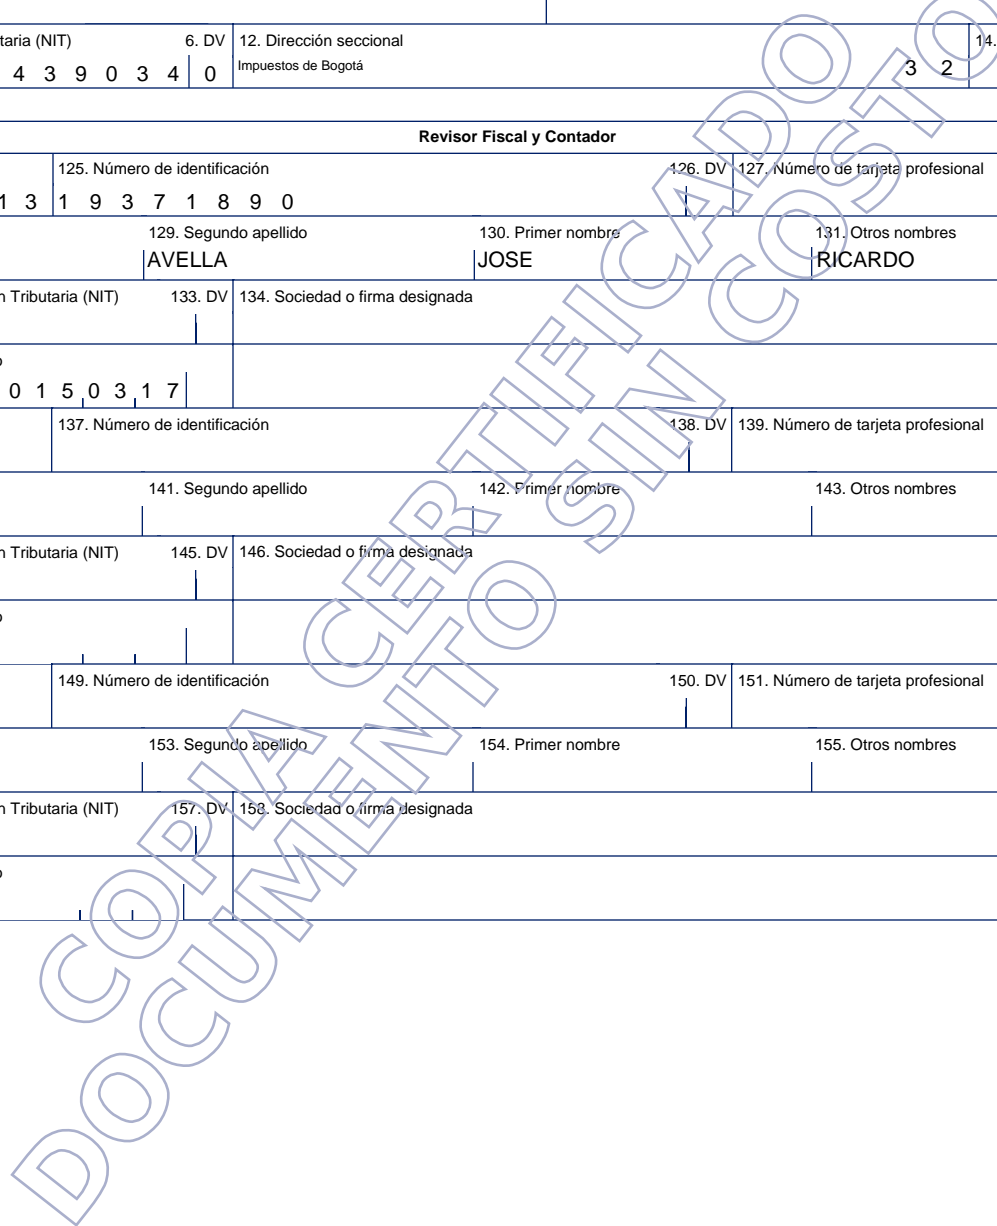 taria (NIT) 6. DV 12. Dirección seccional 14.
4 3 9 0 3 4 0 Impuestos de Bogotá 3 2
Revisor Fiscal y Contador
125. Número de identificación 126. DV 127. Número de tarjeta profesional
1 3 1 9 3 7 1 8 9 0
129. Segundo apellido 130. Primer nombre 131. Otros nombres
AVELLA JOSE RICARDO
n Tributaria (NIT) 133. DV 134. Sociedad o firma designada
o
0 1 5 0 3 1 7
137. Número de identificación 138. DV 139. Número de tarjeta profesional
141. Segundo apellido 142. Primer nombre 143. Otros nombres
n Tributaria (NIT) 145. DV 146. Sociedad o firma designada
o
149. Número de identificación 150. DV 151. Número de tarjeta profesional
153. Segundo apellido 154. Primer nombre 155. Otros nombres
n Tributaria (NIT) 157. DV 158. Sociedad o firma designada
o
COPIA CERTIFICADO
DOCUMENTO SIN COSTO